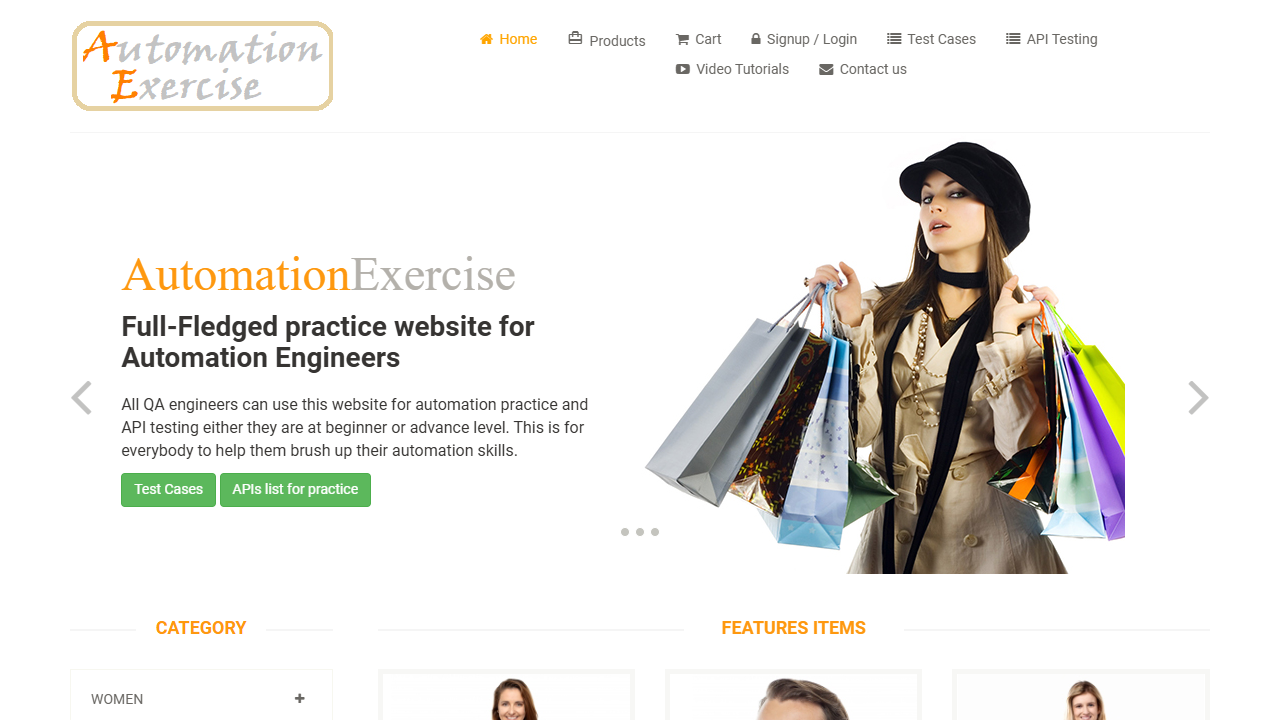 Automation
Exercise
Home
Products
Cart
Signup / Login
Test Cases
API Testing
Video Tutorials
Contact us
AutomationExercise
Full-Fledged practice website for
Automation Engineers
All QA engineers can use this website for automation practice and
API testing either they are at beginner or advance level. This is for
everybody to help them brush up their automation skills.
Test Cases
APIs list for practice
CATEGORY
FEATURES ITEMS
WOMEN